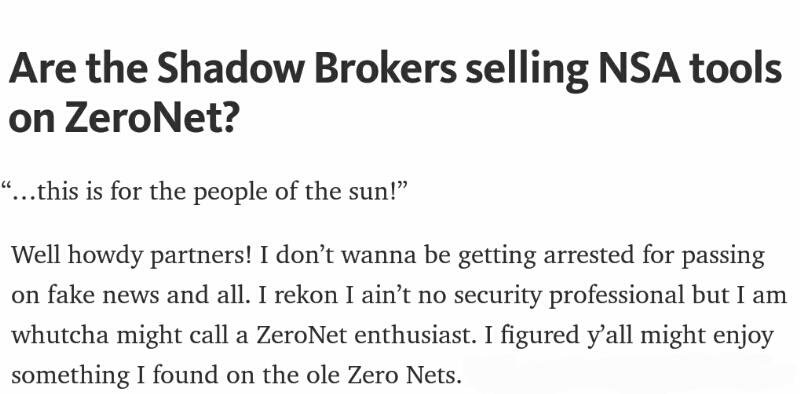 Are the Shadow Brokers selling NSA tools
on ZeroNet?
“…this is for the people of the sun!”
Well howdy partners! I don’t wanna be getting arrested for passing
on fake news and all. I rekon I ain’t no security professional but I am
whutcha might call a ZeroNet enthusiast. I figured y’all might enjoy
something I found on the ole Zero Nets.